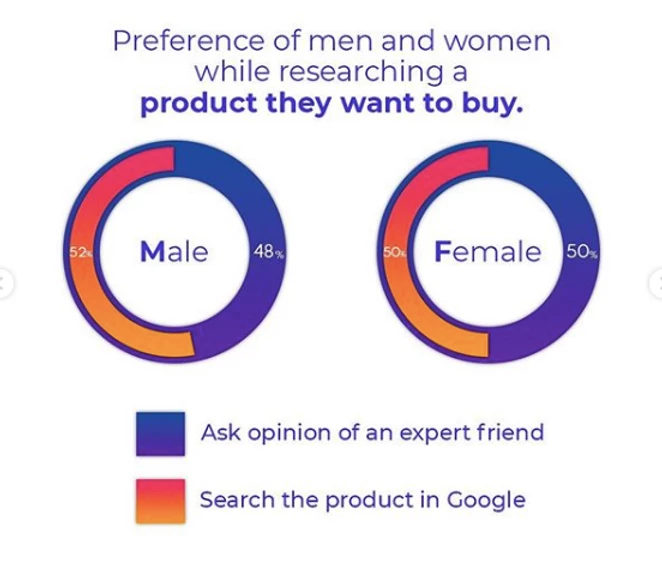 Preference of men and women
while researching a
product they want to buy.
52%
Male
48%
50%
Female
50%
Ask opinion of an expert friend
Search the product in Google